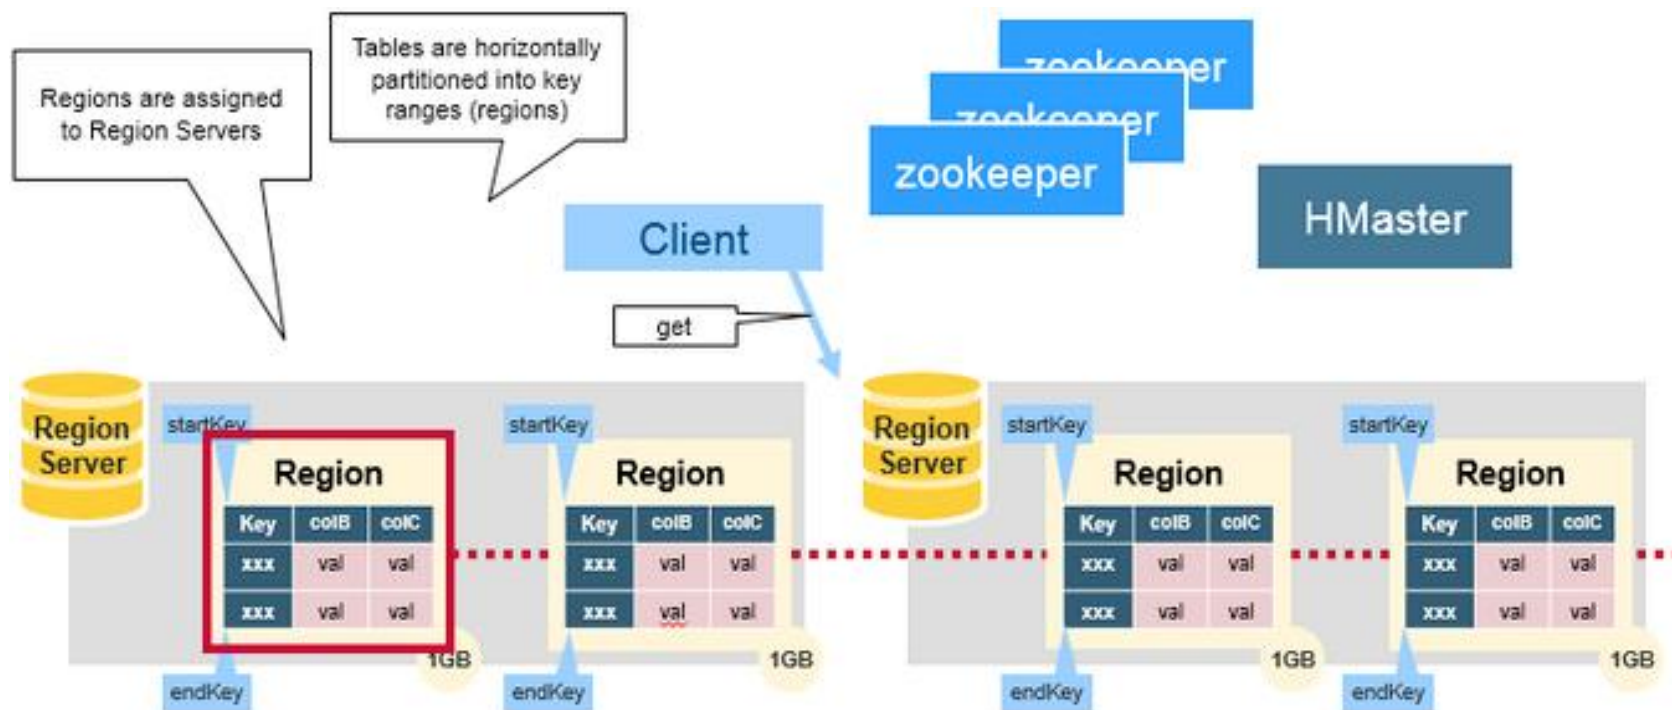 Regions are assigned
to Region Servers
Tables are horizontally
partitioned into key
ranges (regions)
zookeeper
zookeeper
zookeeper
HMaster
Client
get
Region
Server
startKey
Region
Key colB colC
xxx val val
xxx val val
1GB
endKey
startKey
Region
Key colB colC
xxx val val
xxx val val
1GB
endKey
Region
Server
startKey
Region
Key colB colC
xxx val val
xxx val val
1GB
endKey
startKey
Region
Key colB colC
xxx val val
xxx val val
1GB
endKey